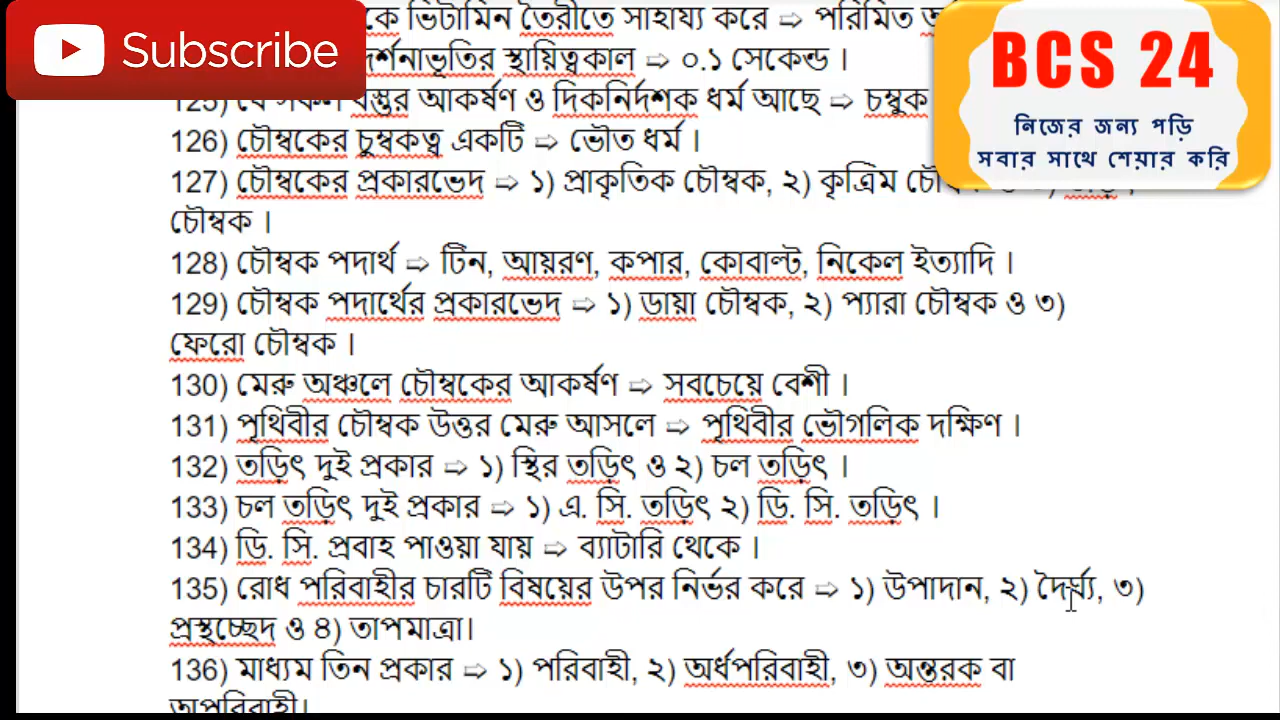 Subscribe
BCS 24
নিজের জন্য পড়ি
সবার সাথে শেয়ার করি
কে ভিটামিন তৈরীতে সাহায্য করে ⇨ পরিমিত
দর্শনাভূতির স্থায়িত্বকাল ⇨ ০.১ সেকেন্ড ।
125) যে সকল বস্তুর আকর্ষণ ও দিকনির্দশক ধর্ম আছে ⇨ চম্বুক
126) চৌম্বকের চুম্বকত্ব একটি ⇨ ভৌত ধর্ম ।
127) চৌম্বকের প্রকারভেদ ⇨ ১) প্রাকৃতিক চৌম্বক, ২) কৃত্রিম
চৌম্বক ।
128) চৌম্বক পদার্থ ⇨ টিন, আয়রণ, কপার, কোবাল্ট, নিকেল ইত্যাদি ।
129) চৌম্বক পদার্থের প্রকারভেদ ⇨ ১) ডায়া চৌম্বক, ২) প্যারা চৌম্বক ও ৩)
ফেরো চৌম্বক ।
130) মেরু অঞ্চলে চৌম্বকের আকর্ষণ ⇨ সবচেয়ে বেশী ।
131) পৃথিবীর চৌম্বক উত্তর মেরু আসলে ⇨ পৃথিবীর ভৌগলিক দক্ষিণ ।
132) তড়িৎ দুই প্রকার ⇨ ১) স্থির তড়িৎ ও ২) চল তড়িৎ ।
133) চল তড়িৎ দুই প্রকার ⇨ ১) এ. সি. তড়িৎ ২) ডি. সি. তড়িৎ ।
134) ডি. সি. প্রবাহ পাওয়া যায় ⇨ ব্যাটারি থেকে ।
135) রোধ পরিবাহীর চারটি বিষয়ের উপর নির্ভর করে ⇨ ১) উপাদান, ২) দৈর্ঘ্য, ৩)
প্রস্থচ্ছেদ ও ৪) তাপমাত্রা।
136) মাধ্যম তিন প্রকার ⇨ ১) পরিবাহী, ২) অর্ধপরিবাহী, ৩) অন্তরক বা
অপরিবাহী।